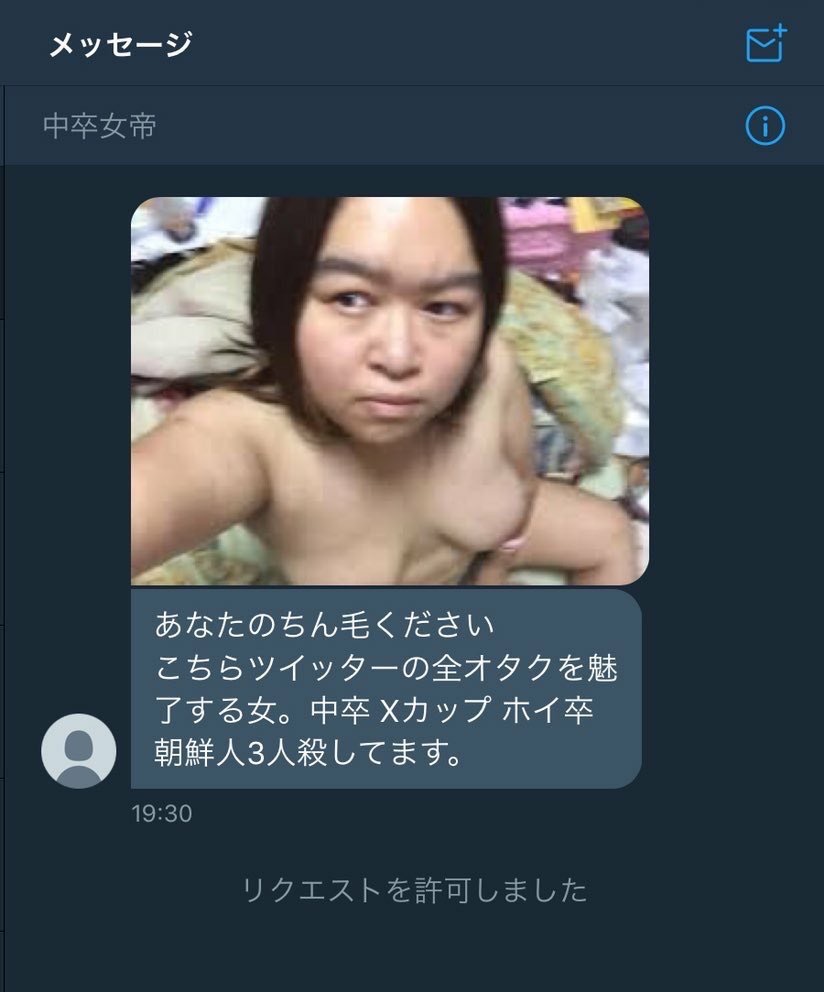 メッセージ
中卒女帝
あなたのちん毛ください
こちらツイッターの全オタクを魅
了する女。中卒 Xカップ ホイ卒
朝鮮人3人殺してます。
19:30
リクエストを許可しました